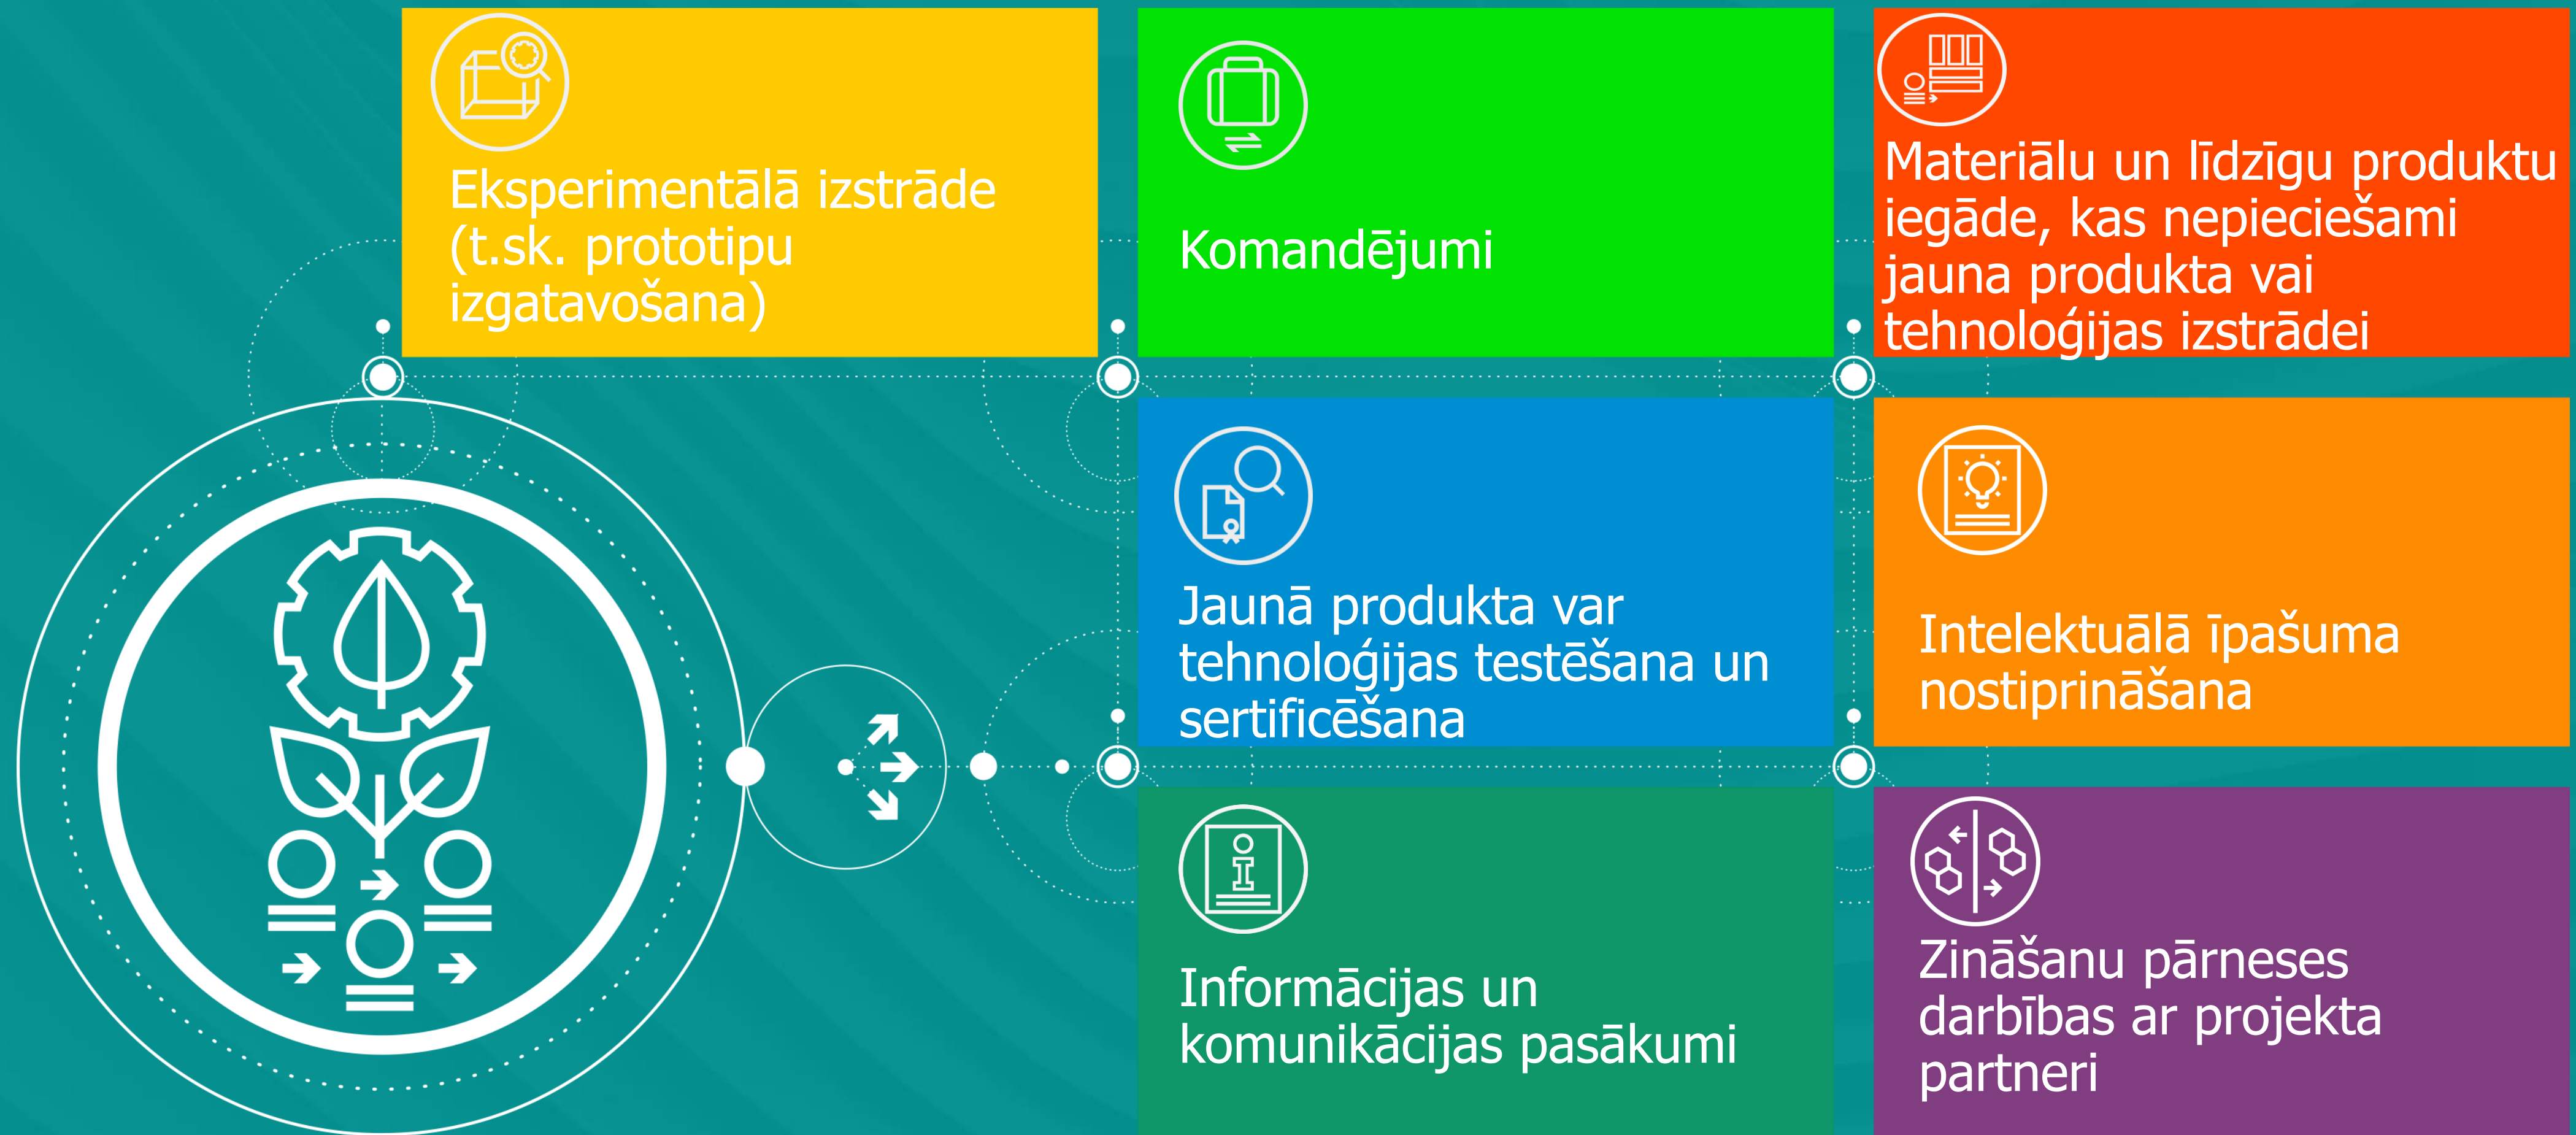 Eksperimentālā izstrāde
(t.sk. prototipu
izgatavošana)
Komandējumi
Materiālu un līdzīgu produktu
iegāde, kas nepieciešami
jauna produkta vai
tehnoloģijas izstrādei
Jaunā produkta var
tehnoloģijas testēšana un
sertificēšana
Intelektuālā īpašuma
nostiprināšana
Informācijas un
komunikācijas pasākumi
Zināšanu pārneses
darbības ar projekta
partneri